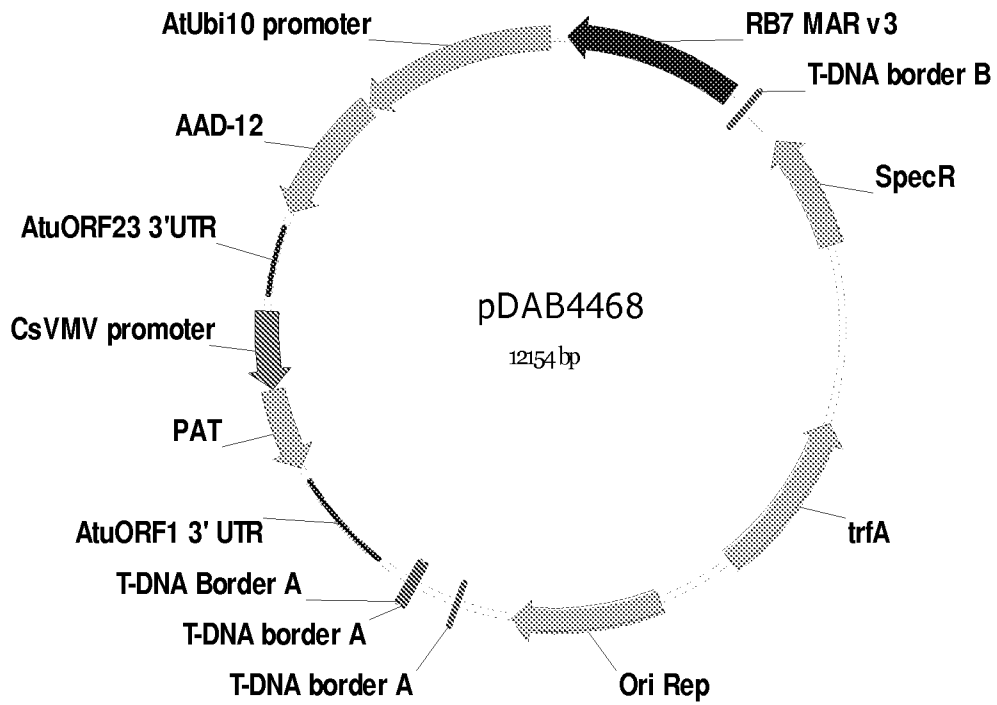 AtUbi10 promoter
RB7 MAR v3
T-DNA border B
AAD-12
SpecR
AtuORF23 3'UTR
pDAB4468
12154 bp
CsVMV promoter
PAT
AtuORF1 3' UTR
trfA
T-DNA Border A
T-DNA border A
T-DNA border A
Ori Rep